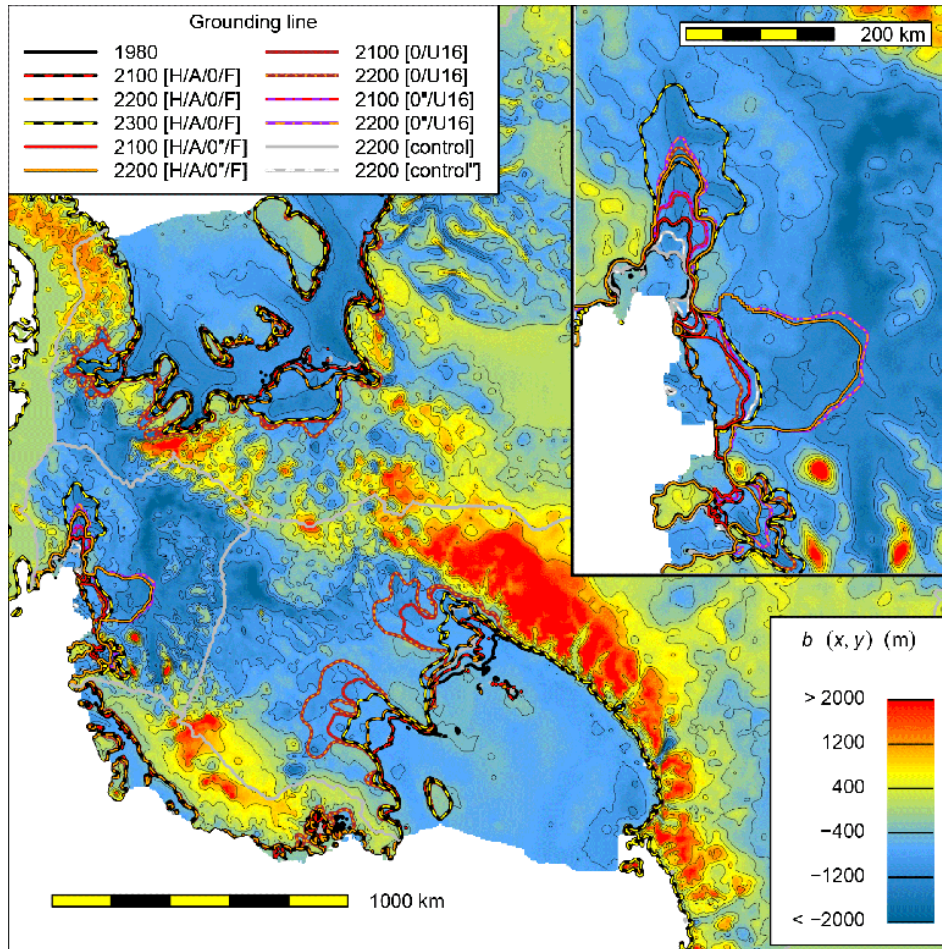 Grounding line
1980
2100 [H/A/0/F]
2200 [H/A/0/F]
2300 [H/A/0/F]
2100 [H/A/0"/F]
2200 [H/A/0"/F]
2100 [0/U16]
2200 [0/U16]
2100 [0"/U16]
2200 [0"/U16]
2200 [control]
2200 [control"]
200 km
1000 km
b (x, y) (m)
> 2000
1200
400
−400
−1200
< −2000